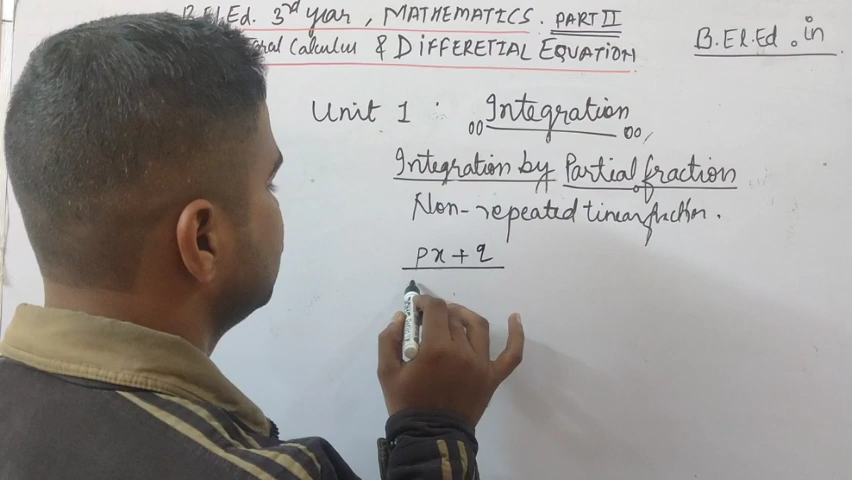 B.El.Ed. 3rd year, MATHEMATICS. PART II
Calculus & DIFFERETIAL EQUATION
B.El.Ed.in
Unit 1 : Integration
Integration by Partial fraction
Non-repeated linear fraction.
px + q